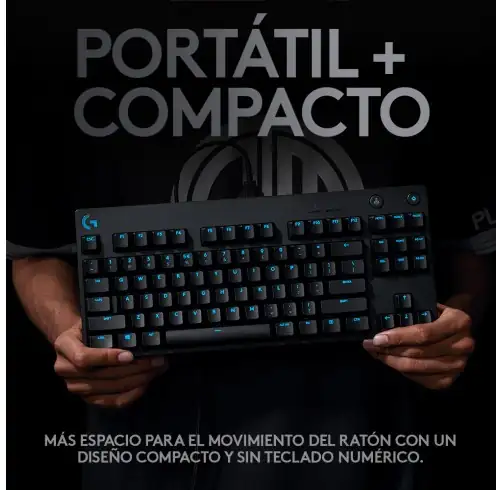 PORTÁTIL +
COMPACTO
MÁS ESPACIO PARA EL MOVIMIENTO DEL RATÓN CON UN
DISEÑO COMPACTO Y SIN TECLADO NUMÉRICO.